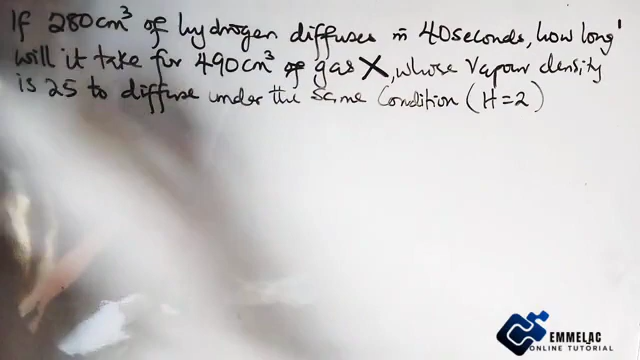 If 280cm³ of hydrogen diffuses in 40seconds, how long
will it take for 490cm³ of gas X, whose vapour density
is 25 to diffuse under the same condition (H=2)
EMMELAC
ONLINE TUTORIAL